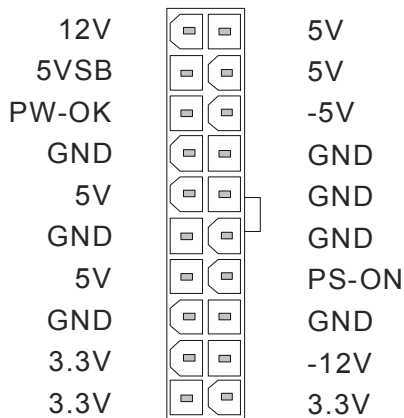 12V 5V
5VSB 5V
PW-OK -5V
GND GND
5V GND
GND GND
5V PS-ON
GND GND
3.3V -12V
3.3V 3.3V